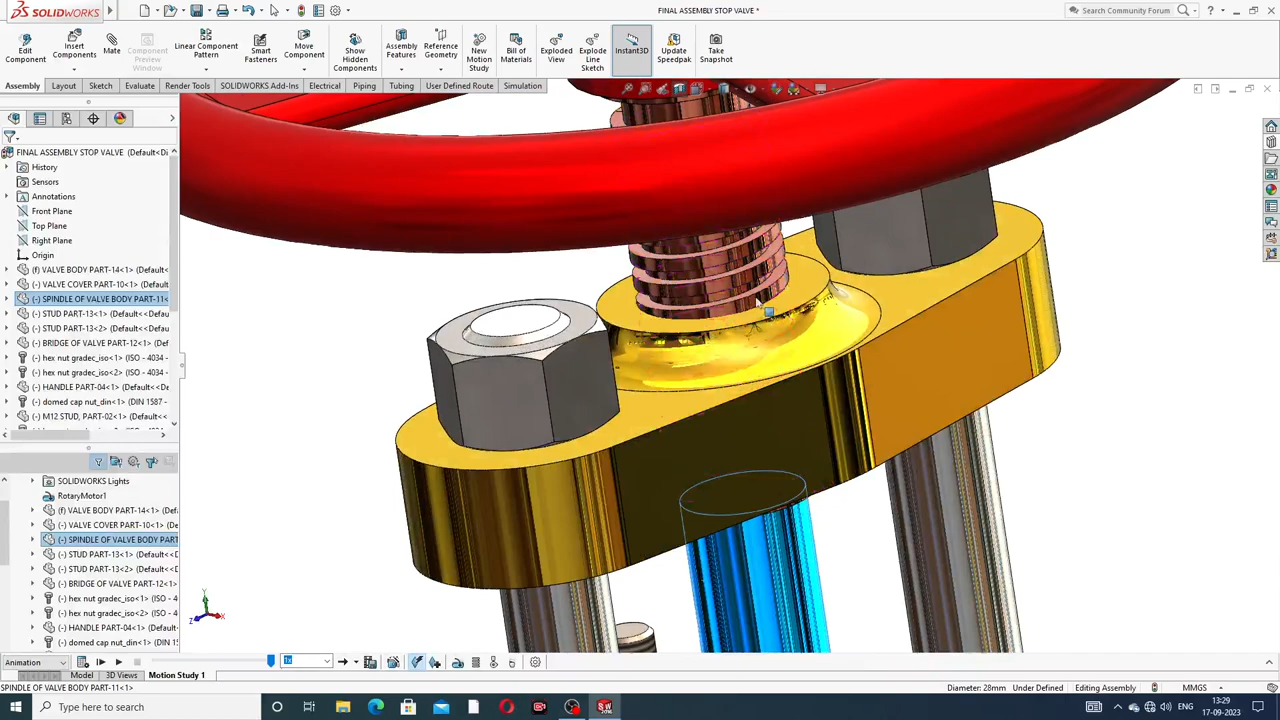 SOLIDWORKS
FINAL ASSEMBLY STOP VALVE *
Search Community Forum
Edit Component
Insert Components
Mate
Component Preview Window
Linear Component Pattern
Smart Fasteners
Move Component
Show Hidden Components
Assembly Features
Reference Geometry
New Motion Study
Bill of Materials
Exploded View
Explode Line Sketch
Instant3D
Update Speedpak
Take Snapshot
Assembly
Layout
Sketch
Evaluate
Render Tools
SOLIDWORKS Add-Ins
Electrical
Piping
Tubing
User Defined Route
Simulation
FINAL ASSEMBLY STOP VALVE (Default<Di
History
Sensors
Annotations
Front Plane
Top Plane
Right Plane
Origin
(f) VALVE BODY PART-14<1> (Default
(-) VALVE COVER PART-10<1> (Defau
(-) SPINDLE OF VALVE BODY PART-11<
(-) STUD PART-13<1> (Default<<Defa
(-) STUD PART-13<2> (Default<<Defa
(-) BRIDGE OF VALVE PART-12<1> (De
(-) hex nut gradec_iso<1> (ISO - 4034 -
(-) hex nut gradec_iso<2> (ISO - 4034 -
(-) HANDLE PART-04<1> (Default<<D
(-) domed cap nut_din<1> (DIN 1587 -
(-) M12 STUD, PART-02<1> (Default<
SOLIDWORKS Lights
RotaryMotor1
(f) VALVE BODY PART-14<1> (Defaul
(-) VALVE COVER PART-10<1> (De
(-) SPINDLE OF VALVE BODY PART
(-) STUD PART-13<1> (Default<<D
(-) STUD PART-13<2> (Default<<D
(-) BRIDGE OF VALVE PART-12<1>
(-) hex nut gradec_iso<1> (ISO - 4
(-) hex nut gradec_iso<2> (ISO - 4
(-) HANDLE PART-04<1> (Default
(-) domed cap nut_din<1> (DIN 1
Y
Z
X
Animation
1x
Model
3D Views
Motion Study 1
SPINDLE OF VALVE BODY PART-11<1>
Diameter: 28mm
Under Defined
Editing Assembly
MMGS
Type here to search
ENG
13:29
17-09-2023